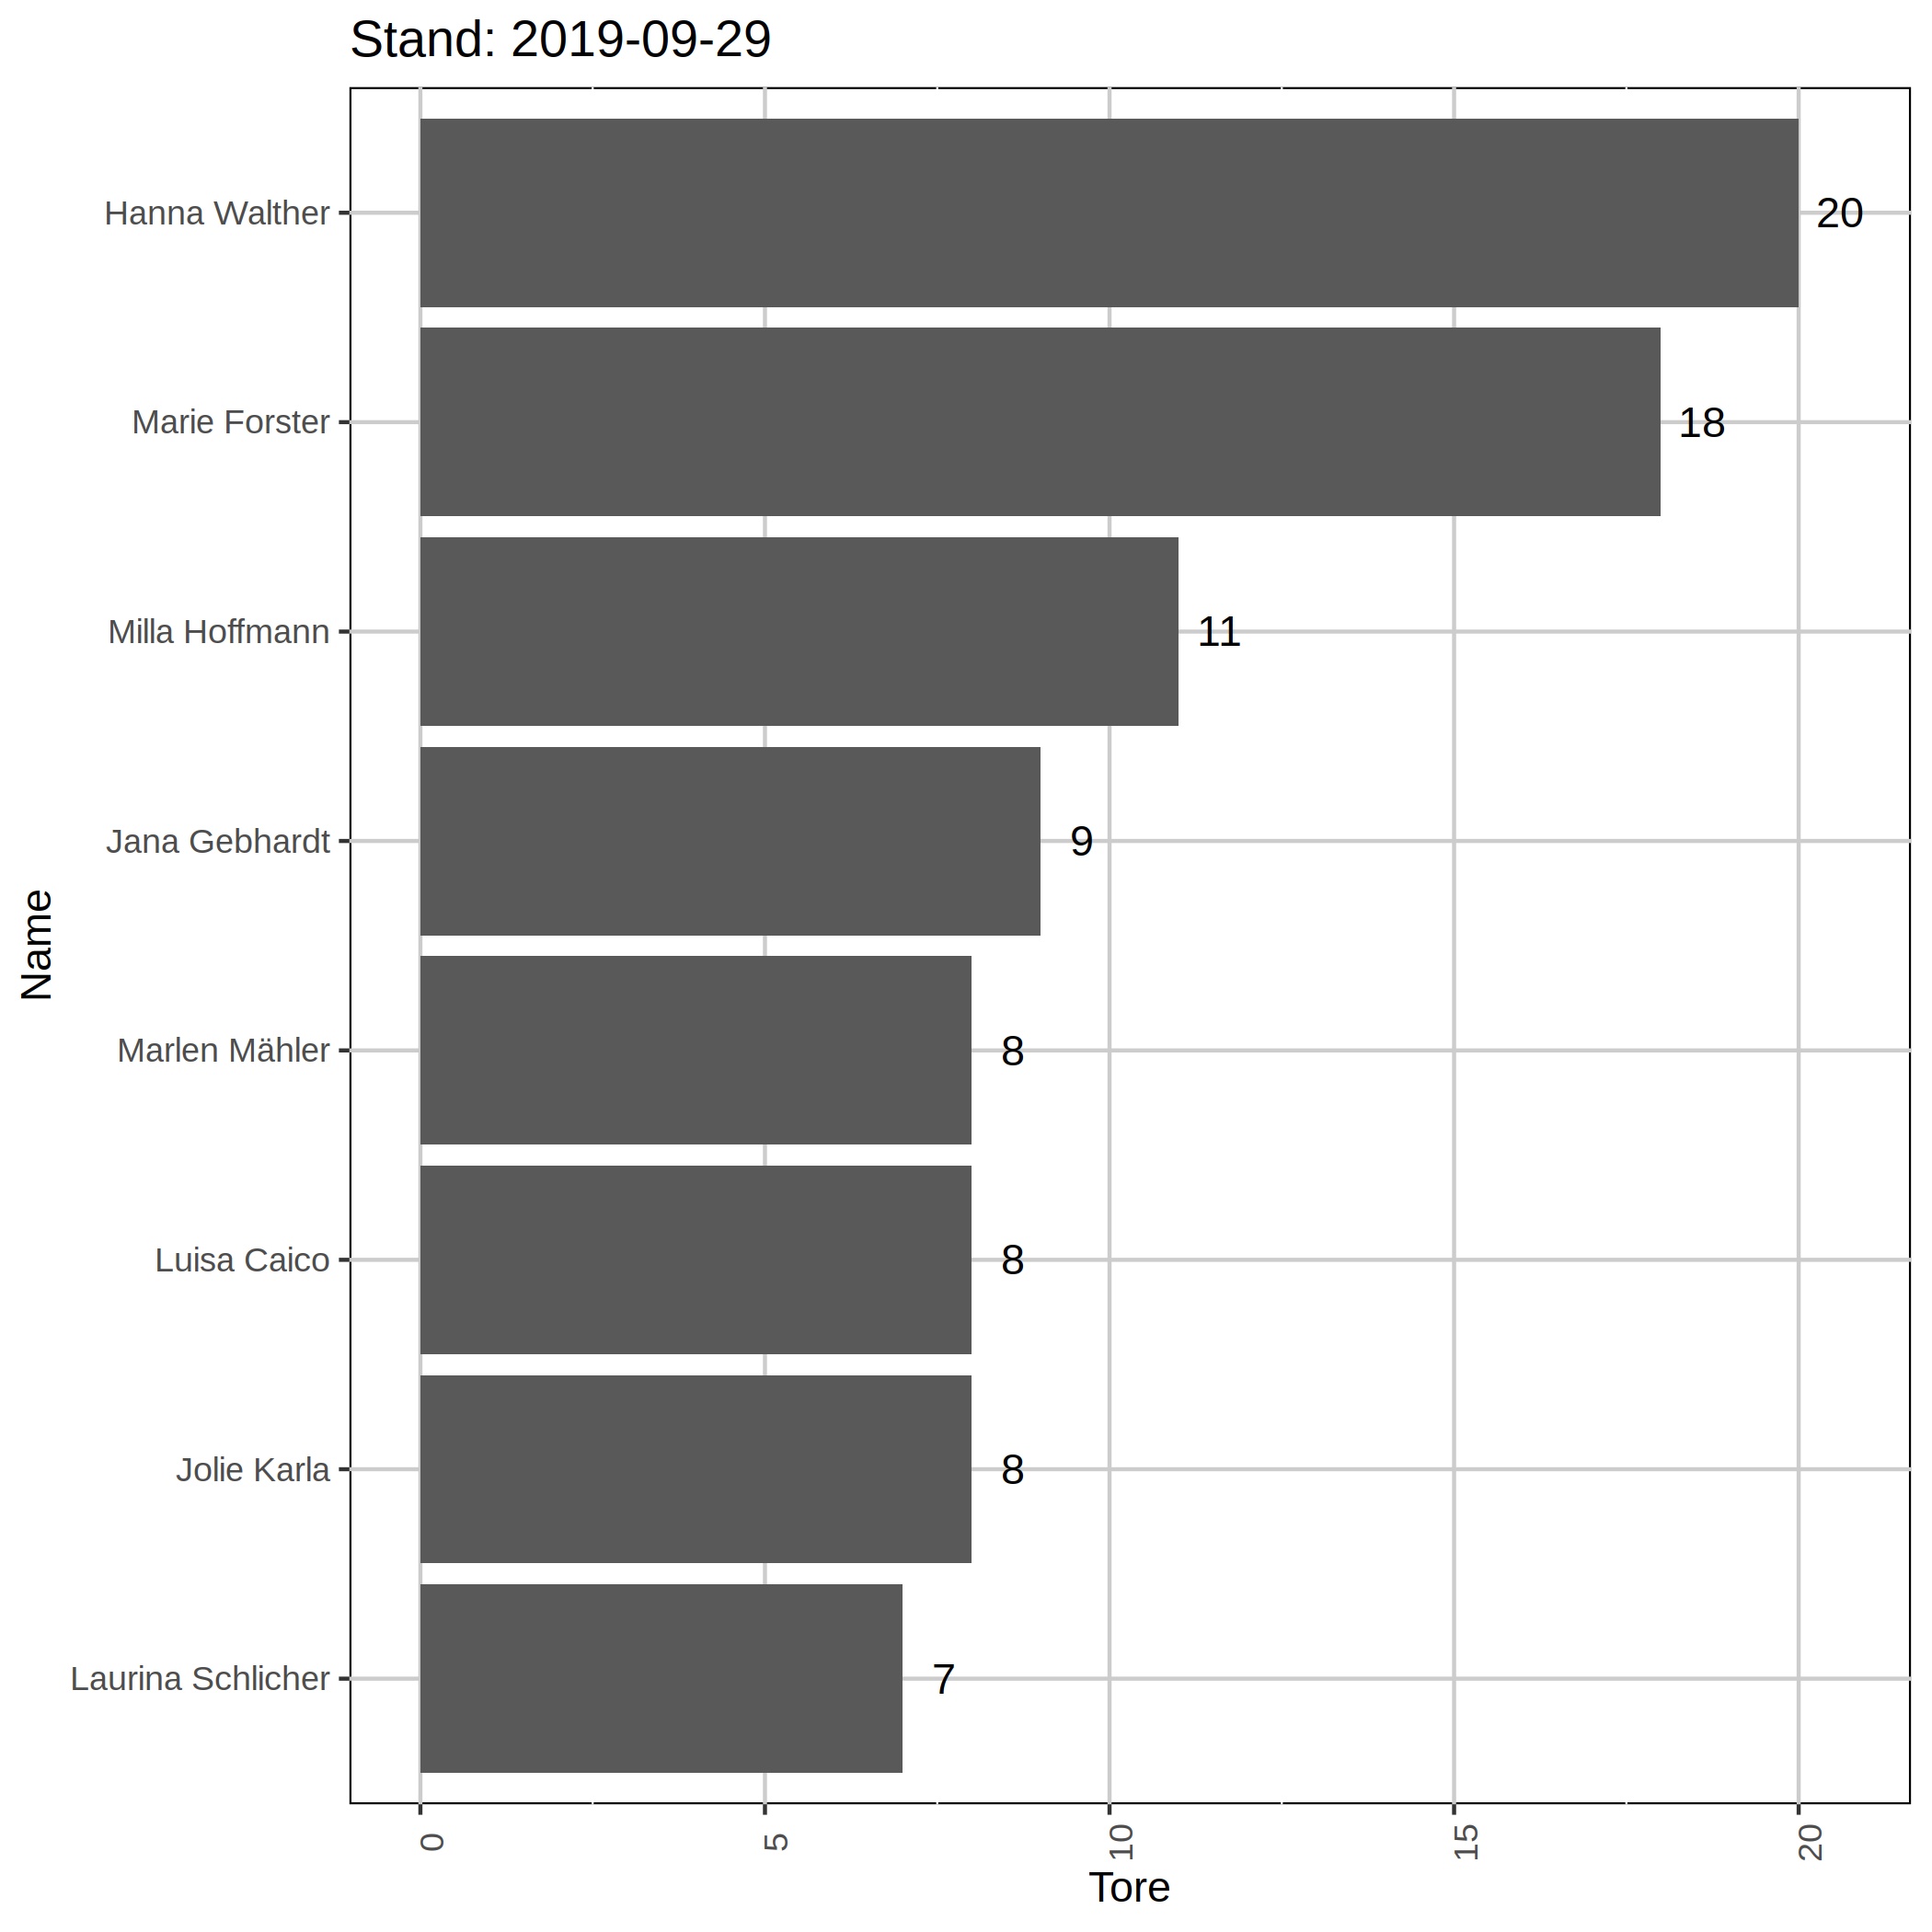 Stand: 2019-09-29
Hanna Walther
20
Marie Forster
18
Milla Hoffmann
11
Jana Gebhardt
9
Name
Marlen Mähler
8
Luisa Caico
8
Jolie Karla
8
Laurina Schlicher
7
0
5
10
15
20
Tore